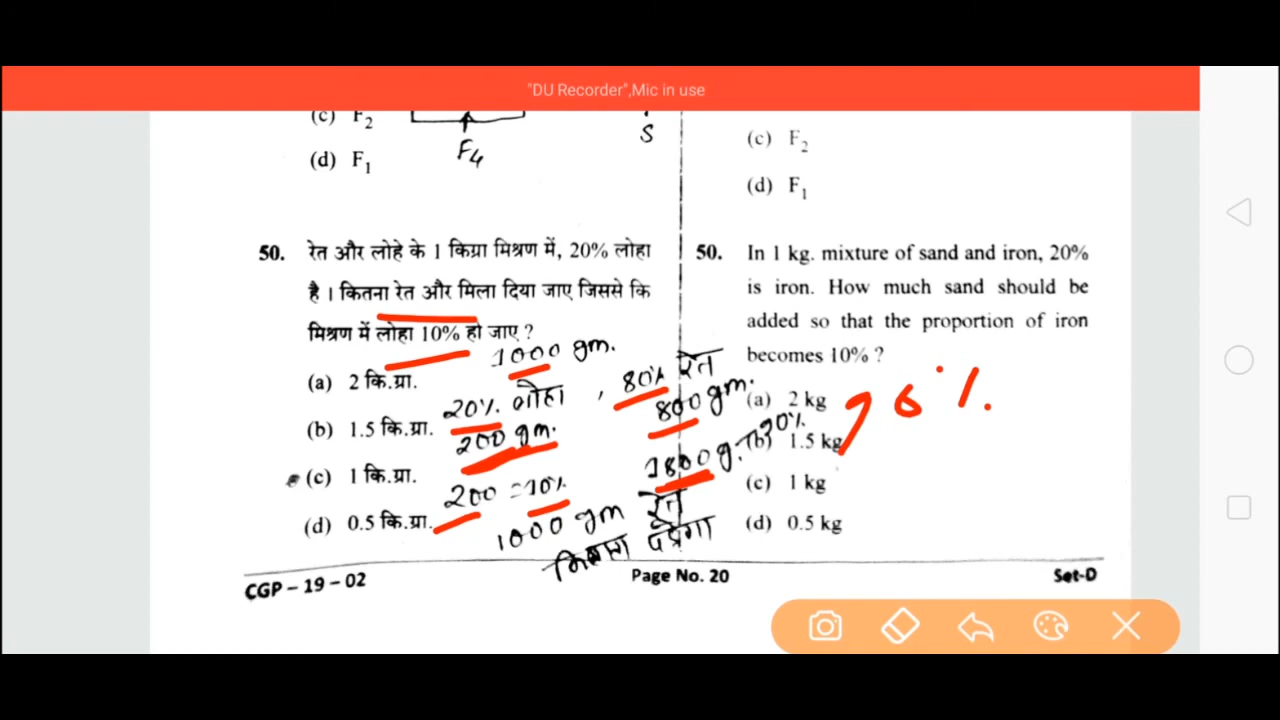 "DU Recorder",Mic in use
(c) F2
F4
S
(d) F1
(c) F2
(d) F1
50. रेत और लोहे के 1 किग्रा मिश्रण में, 20% लोहा
है । कितना रेत और मिला दिया जाए जिससे कि
मिश्रण में लोहा 10% हो जाए ?
1000 gm.
(a) 2 कि.ग्रा.
20% लोहा , 80% रेत
(b) 1.5 कि.ग्रा.
200 gm. 800 gm.
(c) 1 कि.ग्रा.
1800 g. 90%
(d) 0.5 कि.ग्रा.
200 = 10%
1000 gm रेत
मिलाना पड़ेगा
50. In 1 kg. mixture of sand and iron, 20%
is iron. How much sand should be
added so that the proportion of iron
becomes 10% ?
(a) 2 kg
(b) 1.5 kg
(c) 1 kg
(d) 0.5 kg
CGP – 19 – 02 Page No. 20 Set-D